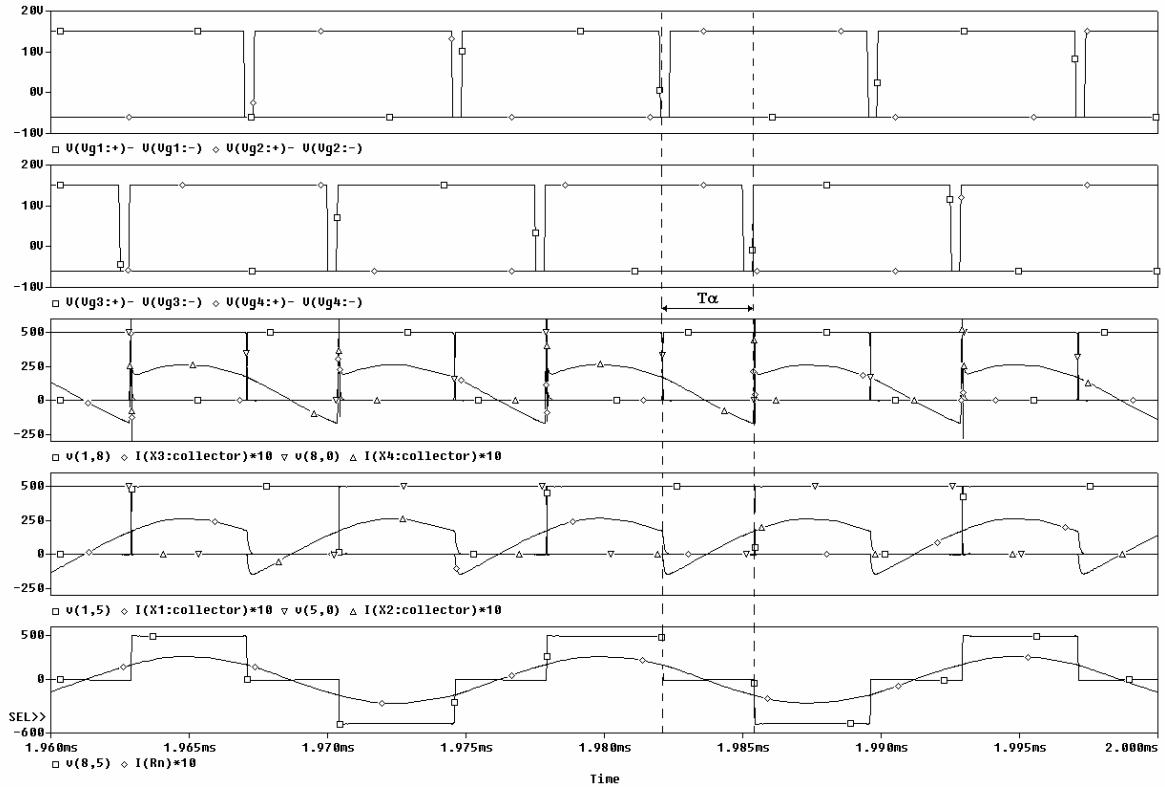 20V
10V
0V
-10V
□ V(Vg1:+)- V(Vg1:-) ◇ V(Vg2:+)- V(Vg2:-)
20V
10V
0V
-10V
□ V(Vg3:+)- V(Vg3:-) ◇ V(Vg4:+)- V(Vg4:-)
Tα
500
250
0
-250
□ v(1,8) ◇ I(X3:collector)*10 ▽ v(8,0) △ I(X4:collector)*10
500
250
0
-250
□ v(1,5) ◇ I(X1:collector)*10 ▽ v(5,0) △ I(X2:collector)*10
500
0
SEL>>
-600
1.960ms 1.965ms 1.970ms 1.975ms 1.980ms 1.985ms 1.990ms 1.995ms 2.000ms
□ v(8,5) ◇ I(Rn)*10
Time